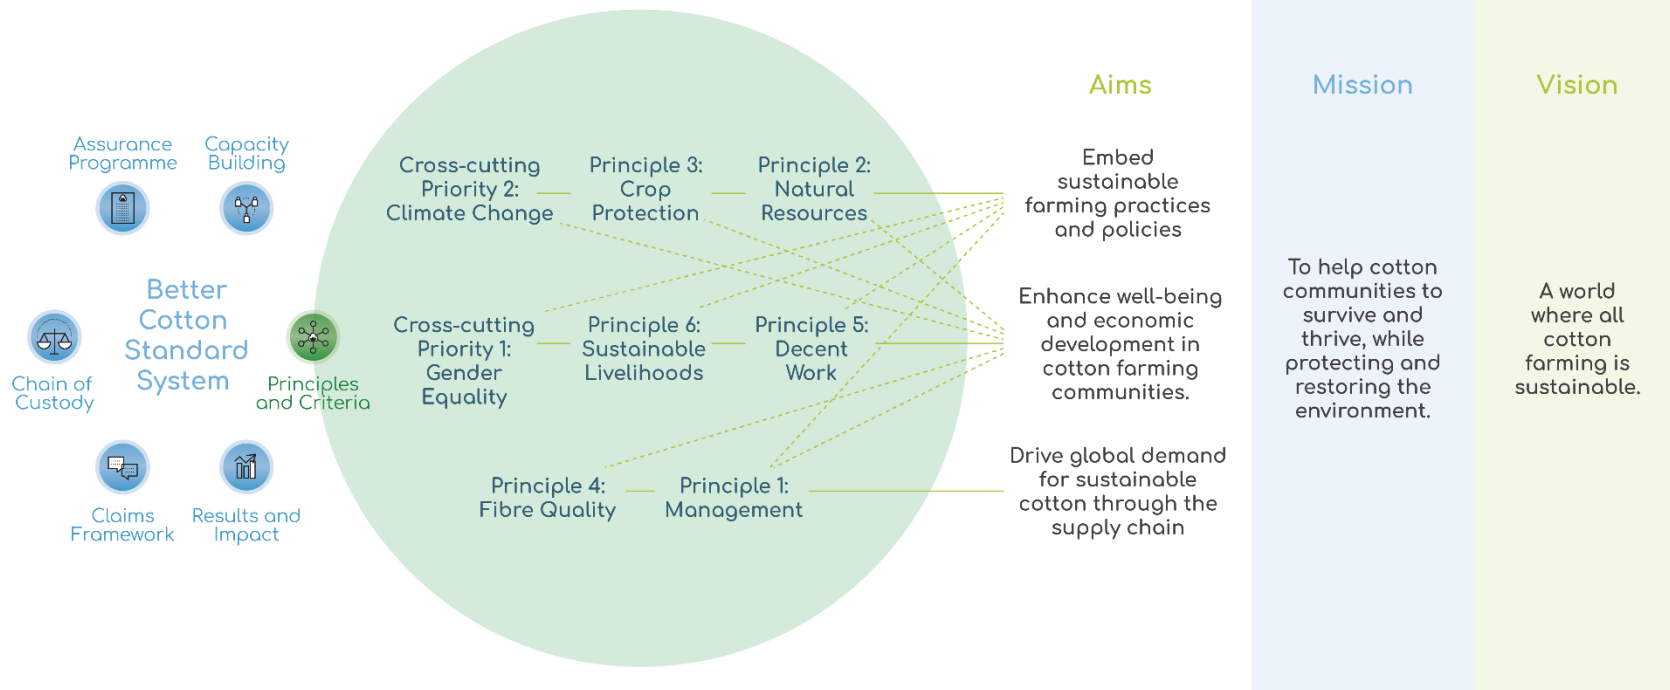 Assurance
Programme
Capacity
Building
Better
Cotton
Standard
System
Chain of
Custody
Principles
and Criteria
Claims
Framework
Results and
Impact
Cross-cutting
Priority 2:
Climate Change
Principle 3:
Crop
Protection
Principle 2:
Natural
Resources
Cross-cutting
Priority 1:
Gender
Equality
Principle 6:
Sustainable
Livelihoods
Principle 5:
Decent
Work
Principle 4:
Fibre Quality
Principle 1:
Management
Aims
Embed
sustainable
farming practices
and policies
Enhance well-being
and economic
development in
cotton farming
communities.
Drive global demand
for sustainable
cotton through the
supply chain
Mission
To help cotton
communities to
survive and
thrive, while
protecting and
restoring the
environment.
Vision
A world
where all
cotton
farming is
sustainable.